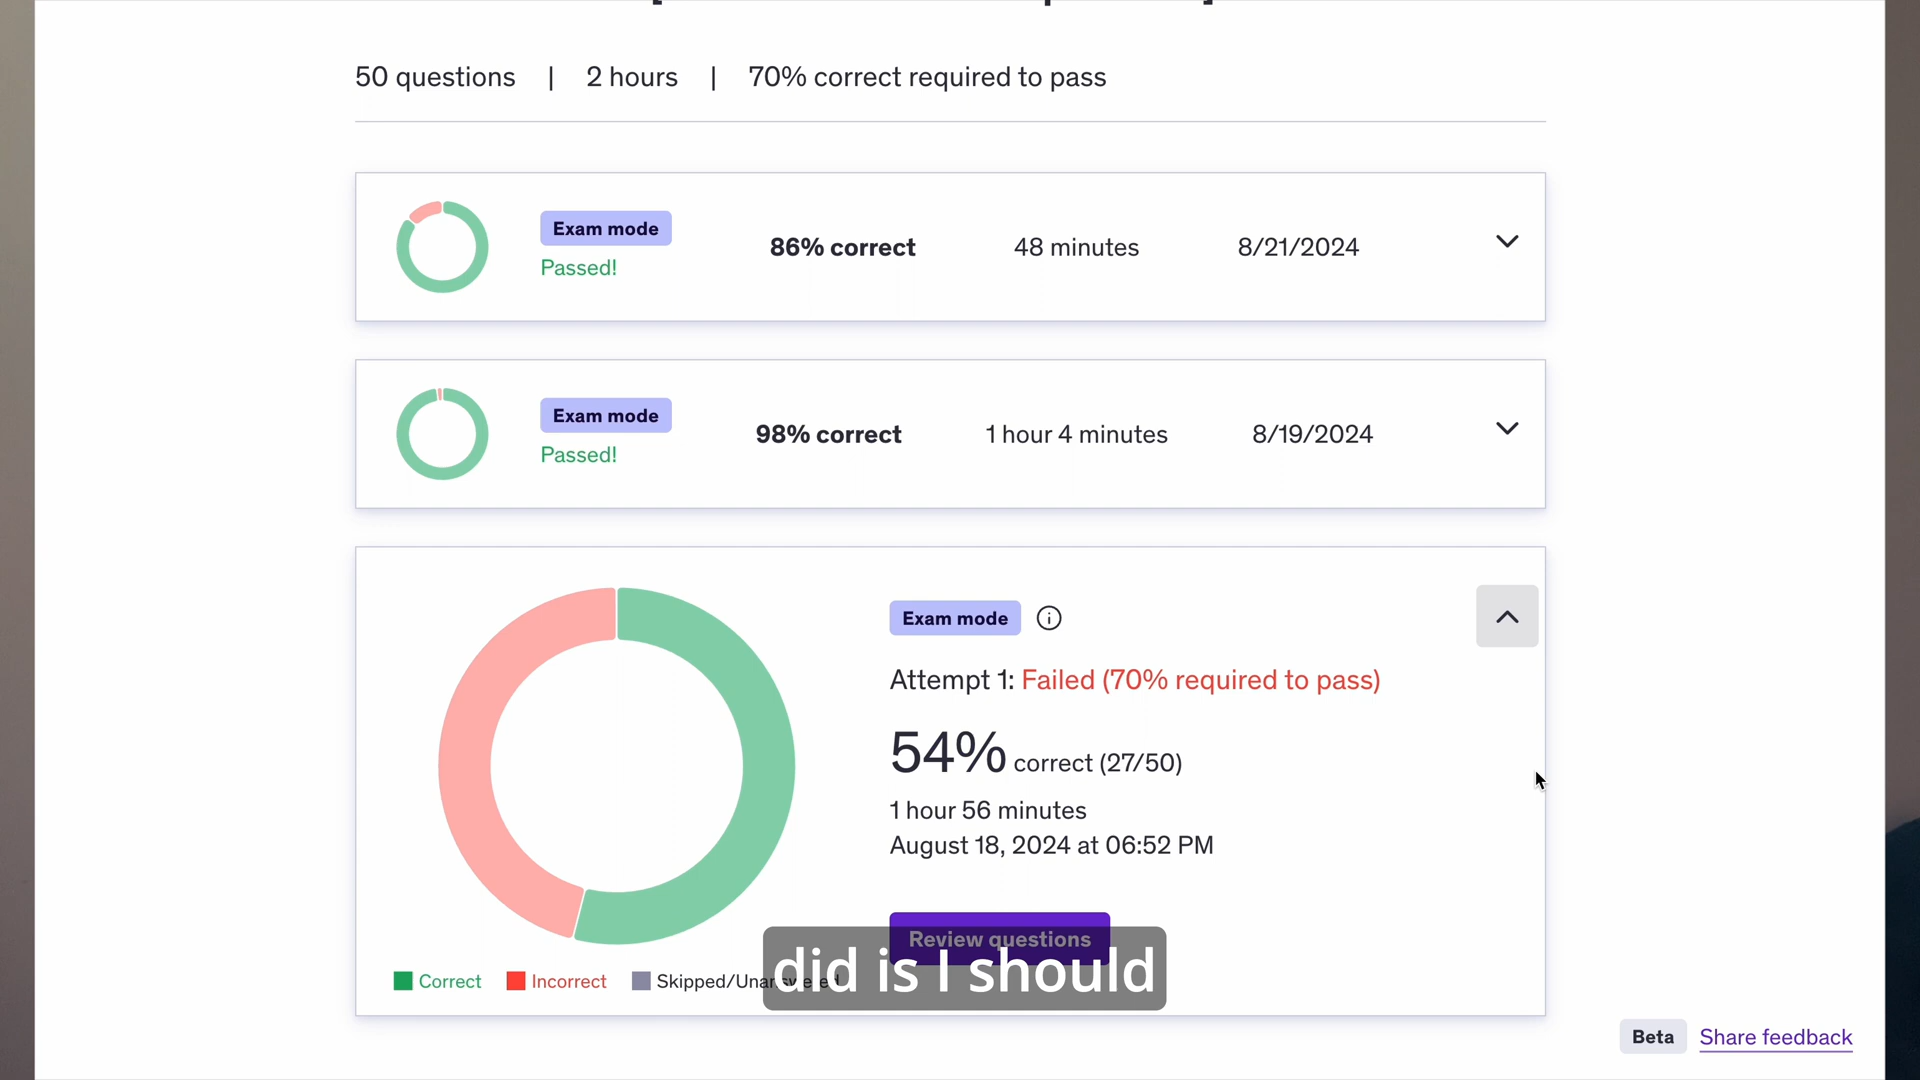 50 questions | 2 hours | 70% correct required to pass
Exam mode
Passed!
86% correct
48 minutes
8/21/2024
Exam mode
Passed!
98% correct
1 hour 4 minutes
8/19/2024
Exam mode
Attempt 1: Failed (70% required to pass)
54% correct (27/50)
1 hour 56 minutes
August 18, 2024 at 06:52 PM
Review questions
Correct
Incorrect
Skipped/Unanswered
did is I should
Beta
Share feedback